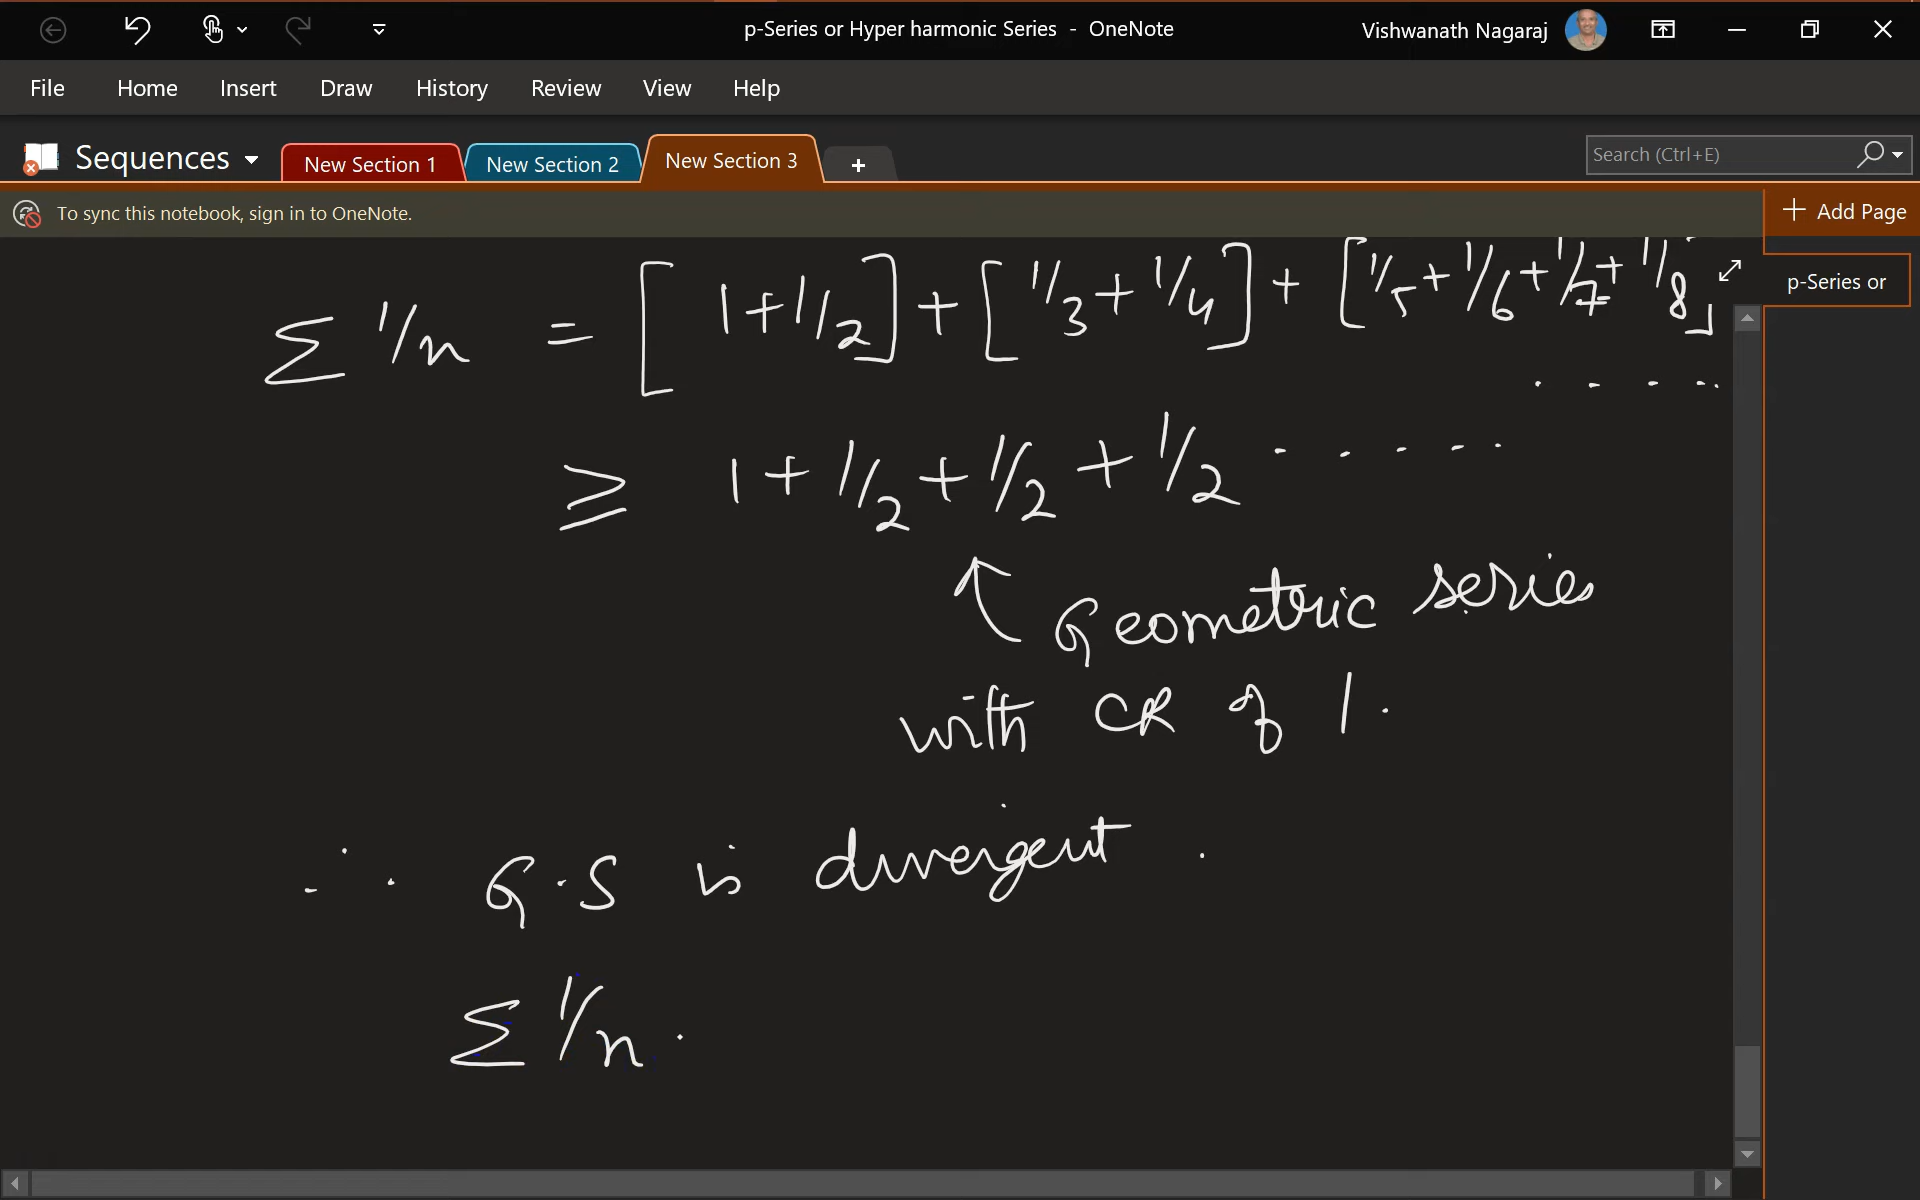 p-Series or Hyper harmonic Series - OneNote
Vishwanath Nagaraj
File Home Insert Draw History Review View Help
Sequences New Section 1 New Section 2 New Section 3 +
Search (Ctrl+E)
To sync this notebook, sign in to OneNote.
+ Add Page
p-Series or
Σ 1/n = [1+1/2] + [1/3 + 1/4] + [1/5 + 1/6 + 1/7 + 1/8]
. . . . .
≥ 1 + 1/2 + 1/2 + 1/2 . . . . .
Geometric series
with CR of 1.
∴ G.S is divergent.
Σ 1/n.